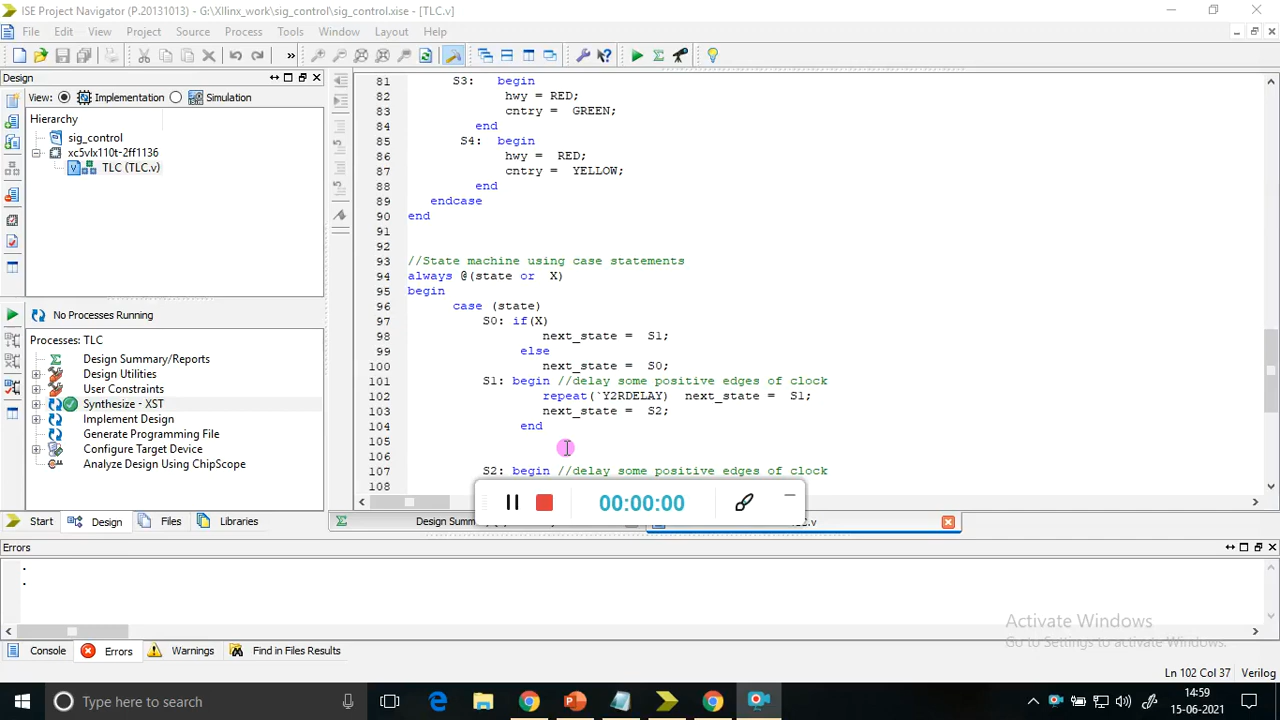 ISE Project Navigator (P.20131013) - G:\XIlinx_work\sig_control\sig_control.xise - [TLC.v]
File Edit View Project Source Process Tools Window Layout Help
»
Design
View: Implementation Simulation
Hierarchy
sig_control
xc5vlx110t-2ff1136
TLC (TLC.v)
No Processes Running
Processes: TLC
Design Summary/Reports
Design Utilities
User Constraints
Synthesize - XST
Implement Design
Generate Programming File
Configure Target Device
Analyze Design Using ChipScope
Start Design Files Libraries
81 S3: begin
82 hwy = RED;
83 cntry = GREEN;
84 end
85 S4: begin
86 hwy = RED;
87 cntry = YELLOW;
88 end
89 endcase
90 end
91
92
93 //State machine using case statements
94 always @(state or X)
95 begin
96 case (state)
97 S0: if(X)
98 next_state = S1;
99 else
100 next_state = S0;
101 S1: begin //delay some positive edges of clock
102 repeat(`Y2RDELAY) next_state = S1;
103 next_state = S2;
104 end
105
106
107 S2: begin //delay some positive edges of clock
108
00:00:00
Design Sum
Errors
.
.
Console Errors Warnings Find in Files Results
Activate Windows
Go to Settings to activate Windows.
Ln 102 Col 37 Verilog
Type here to search
14:59
15-06-2021